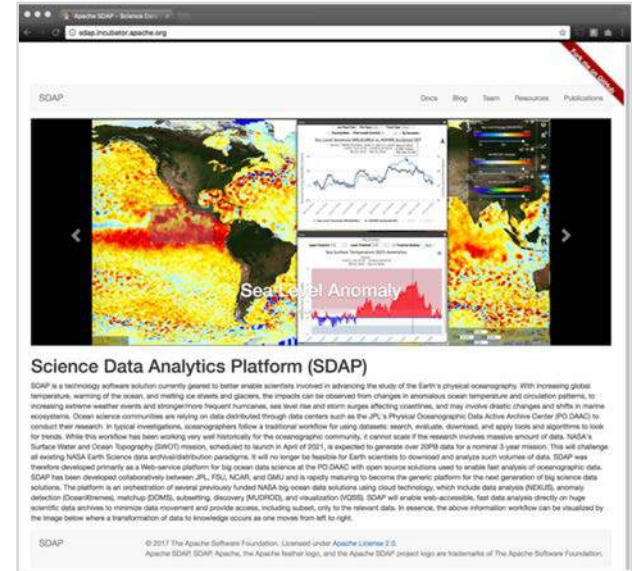 Apache SDAP – Science Data
sdap.incubator.apache.org
Fork me on GitHub
SDAP Docs Blog Team Resources Publications
Sea Level Anomaly
Science Data Analytics Platform (SDAP)
SDAP is a technology software solution currently geared to better enable scientists involved in advancing the study of the Earth's physical oceanography. With increasing global
temperature, warming of the ocean, and melting ice sheets and glaciers, the impacts can be observed from changes in anomalous ocean temperature and circulation patterns, to
increasing extreme weather events and stronger/more frequent hurricanes, sea level rise and storm surges affecting coastlines, and may involve drastic changes and shifts in marine
ecosystems. Ocean science communities are relying on data distributed through data centers such as the JPL's Physical Oceanographic Data Active Archive Center (PO.DAAC) to
conduct their research. In typical investigations, oceanographers follow a traditional workflow for using datasets: search, evaluate, download, and apply tools and algorithms to look
for trends. While this workflow has been working very well historically for the oceanographic community, it cannot scale if the research involves massive amount of data. NASA's
Surface Water and Ocean Topography (SWOT) mission, scheduled to launch in April of 2021, is expected to generate over 20PB data for a nominal 3-year mission. This will challenge
all existing NASA Earth Science data archival/distribution paradigms. It will no longer be feasible for Earth scientists to download and analyze such volumes of data. SDAP was
therefore developed primarily as a Web-service platform for big ocean data science at the PO.DAAC with open source solutions used to enable fast analysis of oceanographic data.
SDAP has been developed collaboratively between JPL, FSU, NCAR, and GMU and is rapidly maturing to become the generic platform for the next generation of big science data
solutions. The platform is an orchestration of several previously funded NASA big ocean data solutions using cloud technology, which include data analysis (NEXUS), anomaly
detection (OceanXtremes), matchup (DOMS), subsetting, discovery (MUDROD), and visualization (VQSS). SDAP will enable web-accessible, fast data analysis directly on huge
scientific data archives to minimize data movement and provide access, including subset, only to the relevant data. In essence, the above information workflow can be visualized by
the image below where a transformation of data to knowledge occurs as one moves from left to right.
SDAP © 2017 The Apache Software Foundation. Licensed under Apache License 2.0.
Apache SDAP, SDAP, Apache, the Apache feather logo, and the Apache SDAP project logo are trademarks of The Apache Software Foundation.